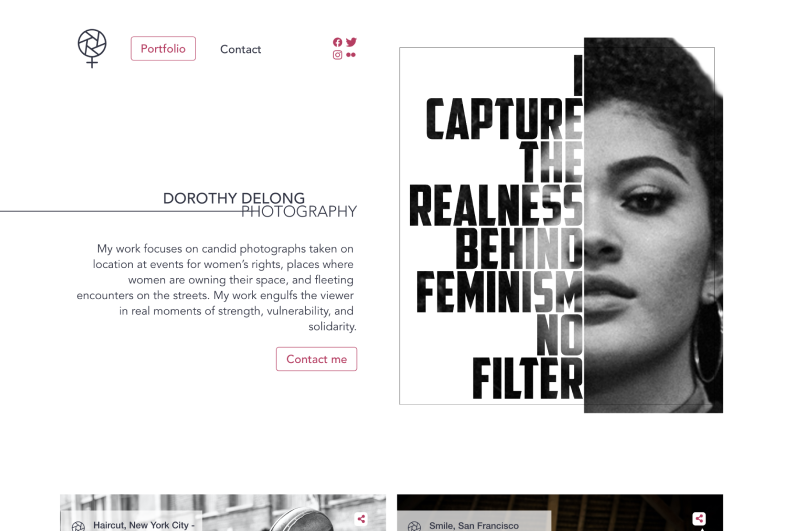 Portfolio
Contact
I
CAPTURE
THE
REALNESS
BEHIND
FEMINISM
NO
FILTER
DOROTHY DELONG
PHOTOGRAPHY
My work focuses on candid photographs taken on
location at events for women’s rights, places where
women are owning their space, and fleeting
encounters on the streets. My work engulfs the viewer
in real moments of strength, vulnerability, and
solidarity.
Contact me
Haircut, New York City -
Smile, San Francisco